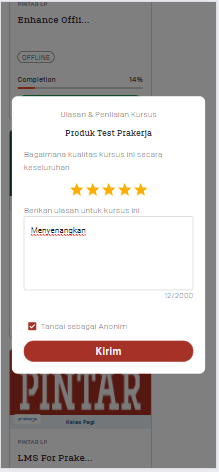 PINTAR LP
Enhance Offli...
OFFLINE
Completion 14%
Ulasan & Penilaian Kursus
Produk Test Prakerja
Bagaimana kualitas kursus ini secara
keseluruhan
Berikan ulasan untuk kursus ini
Menyenangkan
12/2000
Tandai sebagai Anonim
Kirim
PINTAR
prakerja
Kelas Pagi
PINTAR LP
LMS For Prake...